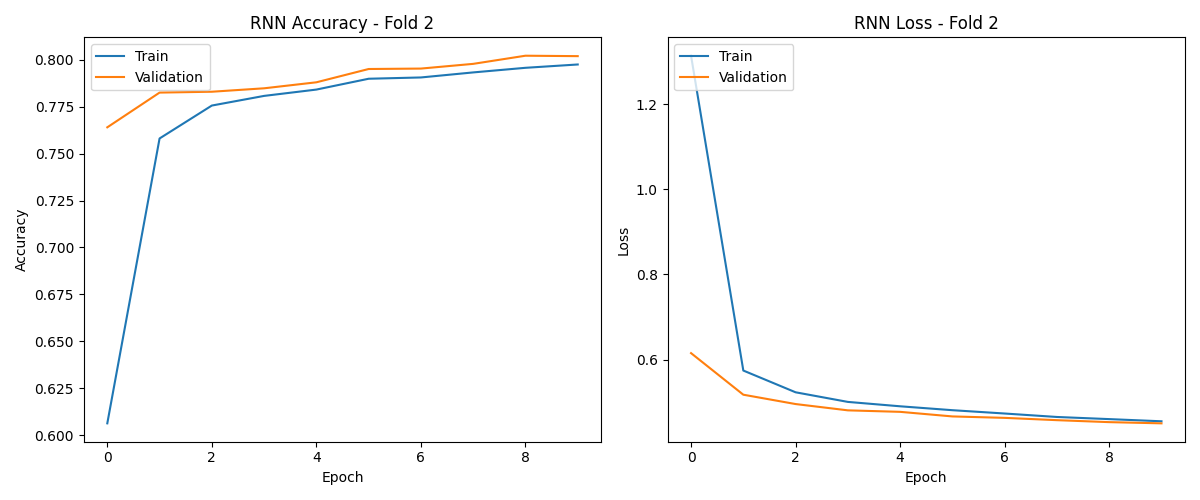 RNN Accuracy - Fold 2
Train
Validation
0.800
0.775
0.750
0.725
0.700
0.675
0.650
0.625
0.600
Accuracy
0 2 4 6 8
Epoch
RNN Loss - Fold 2
Train
Validation
1.2
1.0
0.8
0.6
Loss
0 2 4 6 8
Epoch